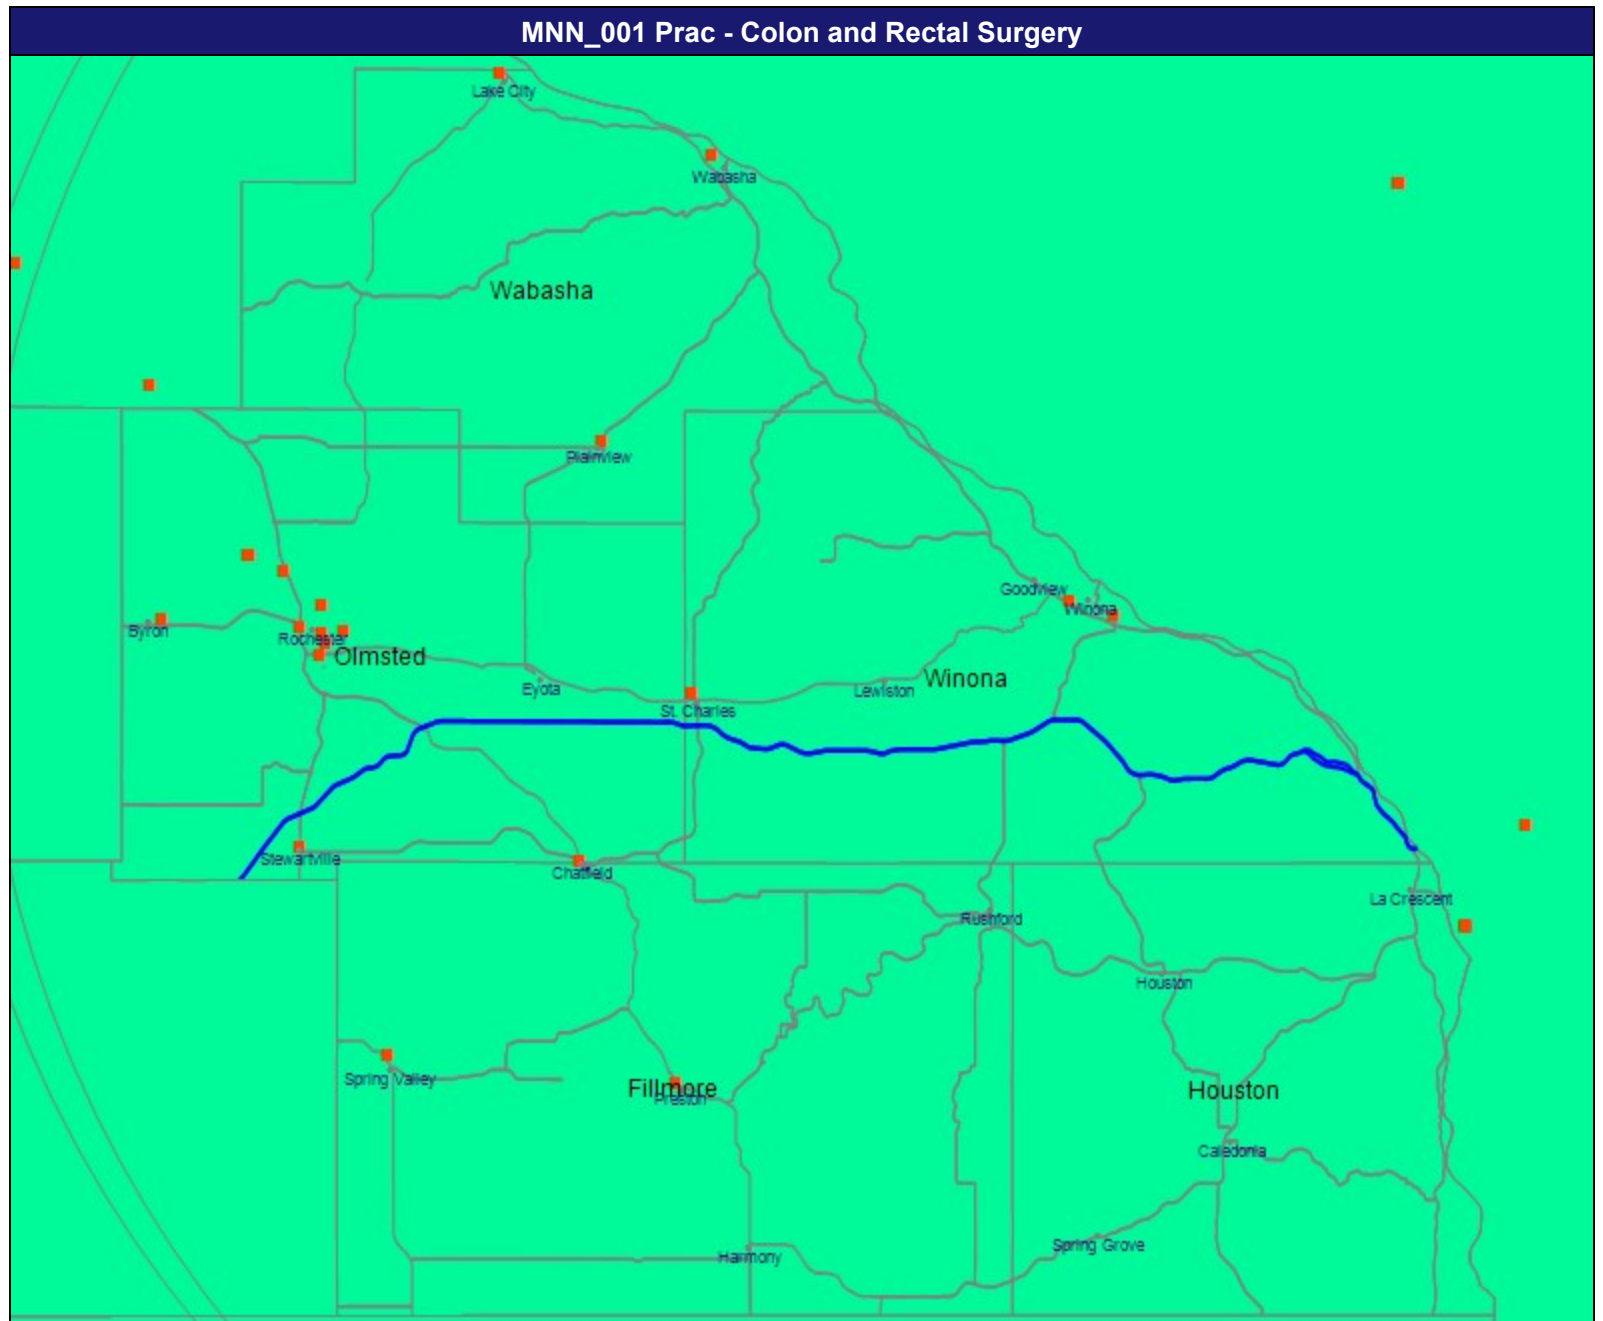 MNN_001 Prac - Colon and Rectal Surgery
Lake City
Wabasha
Wabasha
Plainview
Goodview
Winona
Byron
Rochester
Olmsted
Eyota
Lewiston
Winona
St. Charles
Stewartville
Chatfield
La Crescent
Rushford
Houston
Spring Valley
Fillmore
Preston
Houston
Caledonia
Spring Grove
Harmony